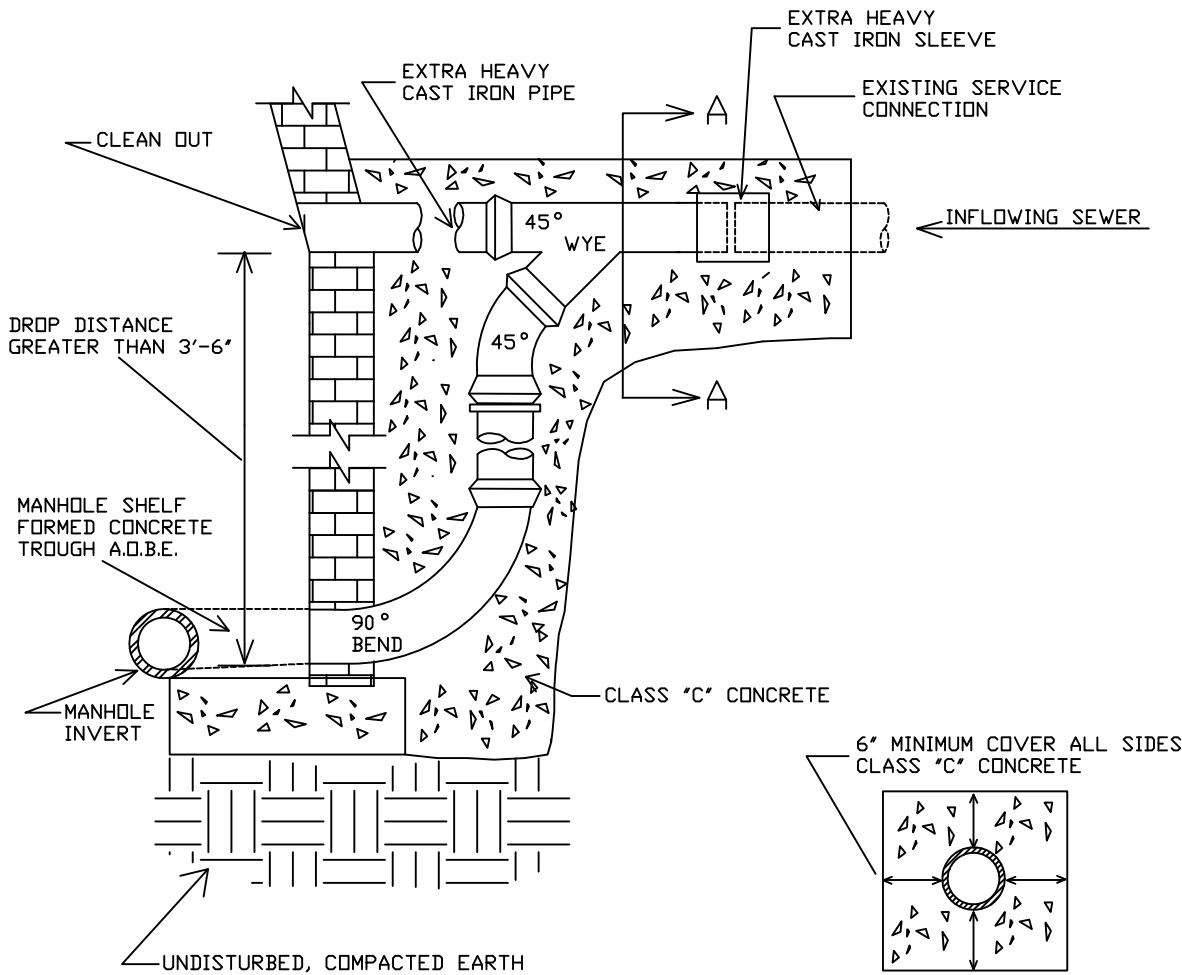 EXTRA HEAVY
CAST IRON SLEEVE
EXTRA HEAVY
CAST IRON PIPE
EXISTING SERVICE
CONNECTION
A
CLEAN OUT
45°
WYE
INFLOWING SEWER
DROP DISTANCE
GREATER THAN 3'-6"
45°
A
MANHOLE SHELF
FORMED CONCRETE
TROUGH A.O.B.E.
90°
BEND
CLASS "C" CONCRETE
MANHOLE
INVERT
6" MINIMUM COVER ALL SIDES
CLASS "C" CONCRETE
UNDISTURBED, COMPACTED EARTH